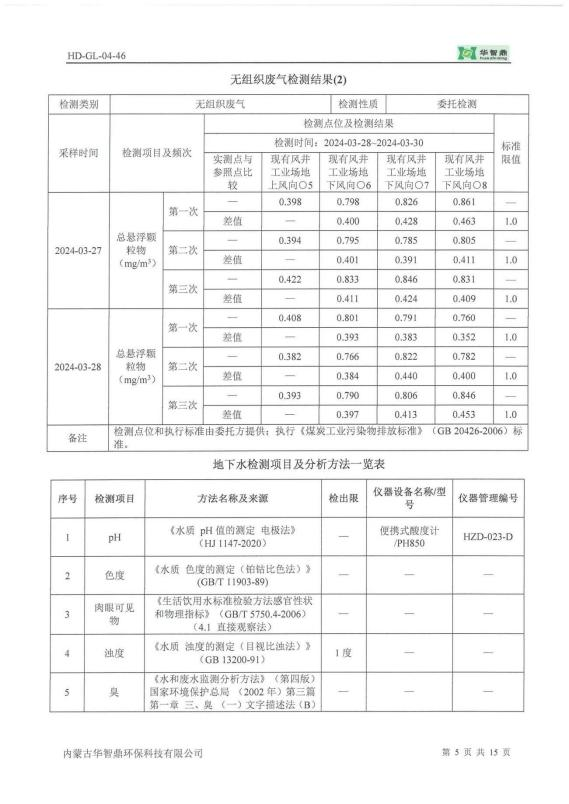 HD-GL-04-46
华智鼎
无组织废气检测结果(2)
检测类别 无组织废气 检测性质 委托检测
采样时间 检测项目及频次 检测点位及检测结果 标准限值
检测时间：2024-03-28~2024-03-30
实测点与参照点比较 现有风井工业场地上风向○5 现有风井工业场地下风向○6 现有风井工业场地下风向○7 现有风井工业场地下风向○8
2024-03-27 总悬浮颗粒物（mg/m³） 第一次 — 0.398 0.798 0.826 0.861 —
差值 — 0.400 0.428 0.463 1.0
第二次 — 0.394 0.795 0.785 0.805 —
差值 — 0.401 0.391 0.411 1.0
第三次 — 0.422 0.833 0.846 0.831 —
差值 — 0.411 0.424 0.409 1.0
2024-03-28 总悬浮颗粒物（mg/m³） 第一次 — 0.408 0.801 0.791 0.760 —
差值 — 0.393 0.383 0.352 1.0
第二次 — 0.382 0.766 0.822 0.782 —
差值 — 0.384 0.440 0.400 1.0
第三次 — 0.393 0.790 0.806 0.846 —
差值 — 0.397 0.413 0.453 1.0
备注 检测点位和执行标准由委托方提供；执行《煤炭工业污染物排放标准》（GB 20426-2006）标
准。
地下水检测项目及分析方法一览表
序号 检测项目 方法名称及来源 检出限 仪器设备名称/型号 仪器管理编号
1 pH 《水质 pH 值的测定 电极法》
(HJ 1147-2020) — 便携式酸度计/PH850 HZD-023-D
2 色度 《水质 色度的测定（铂钴比色法）》
(GB/T 11903-89) — — —
3 肉眼可见物 《生活饮用水标准检验方法感官性状
和物理指标》（GB/T 5750.4-2006）
（4.1 直接观察法） — — —
4 浊度 《水质 浊度的测定（目视比浊法）》
（GB 13200-91） 1 度 — —
5 臭 《水和废水监测分析方法》（第四版）
国家环境保护总局 （2002 年）第三篇
第一章 三、臭 （一）文字描述法（B） — — —
内蒙古华智鼎环保科技有限公司
第 5 页 共 15 页